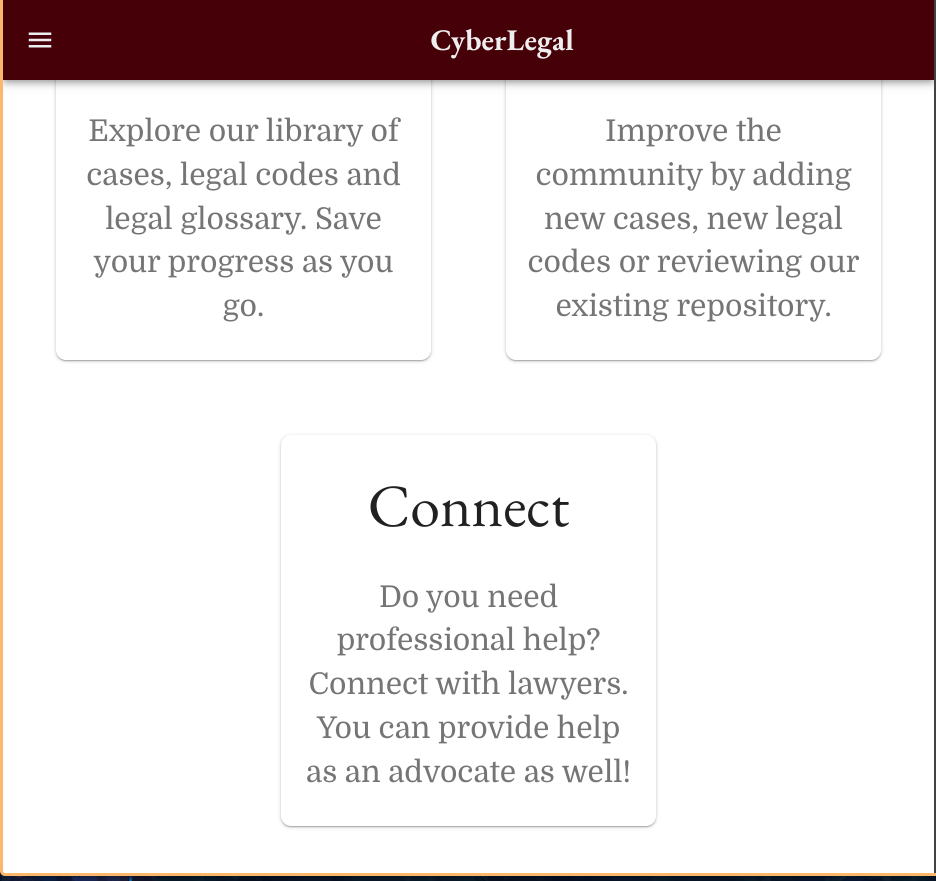 CyberLegal
Explore our library of
cases, legal codes and
legal glossary. Save
your progress as you
go.
Improve the
community by adding
new cases, new legal
codes or reviewing our
existing repository.
Connect
Do you need
professional help?
Connect with lawyers.
You can provide help
as an advocate as well!